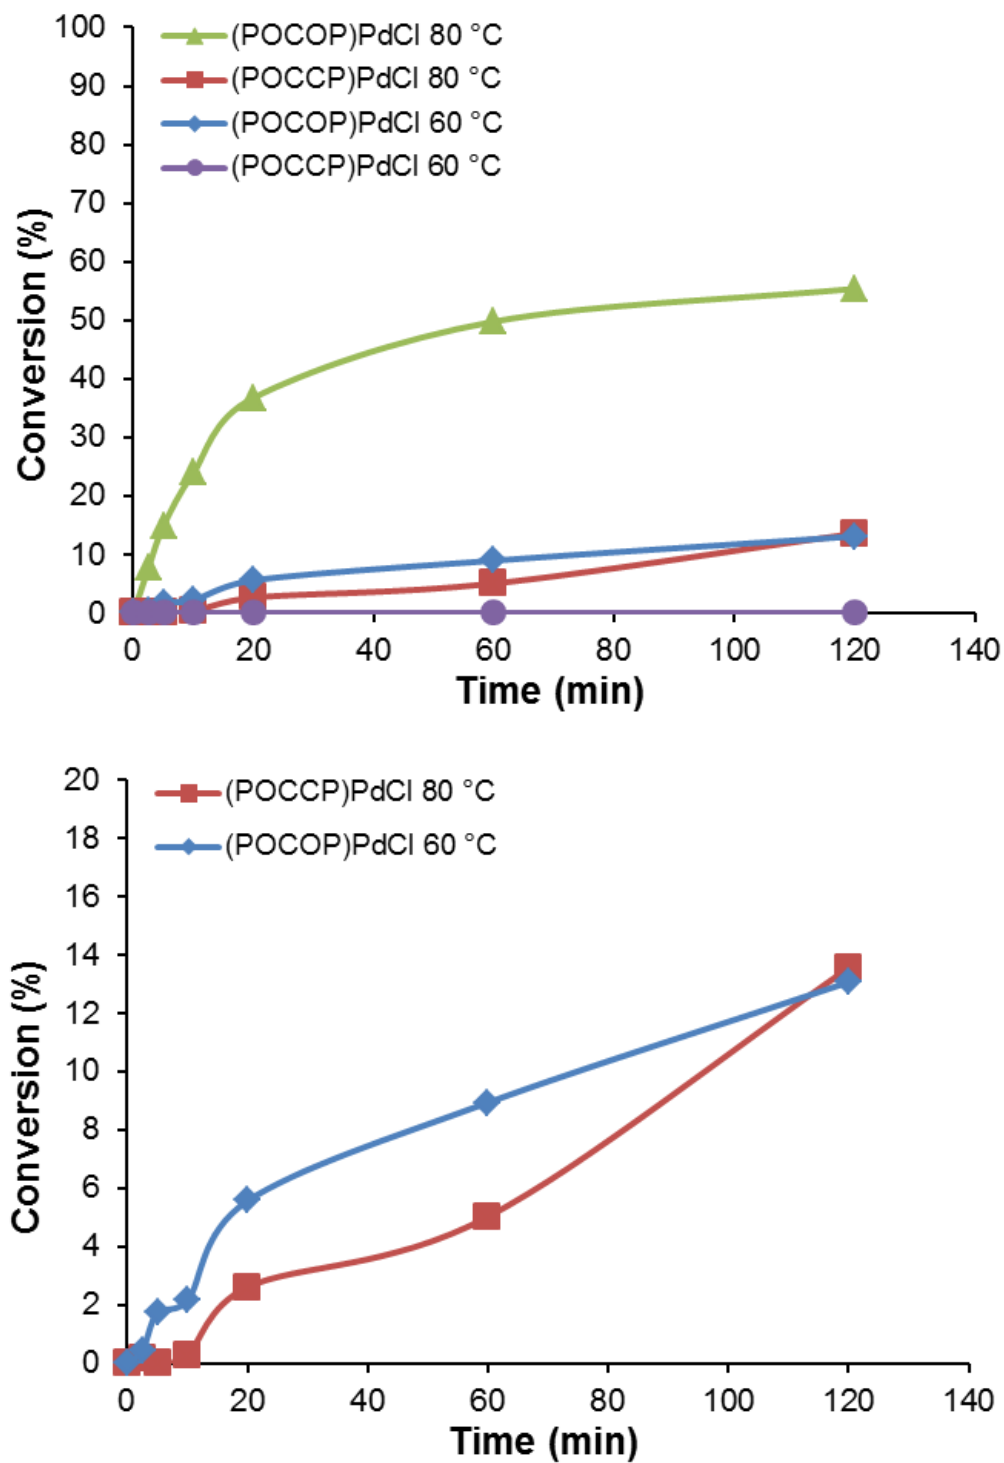 100
90
80
70
60
50
40
30
20
10
0
Conversion (%)
(POCOP)PdCl 80 °C
(POCCP)PdCl 80 °C
(POCOP)PdCl 60 °C
(POCCP)PdCl 60 °C
0 20 40 60 80 100 120 140
Time (min)
20
18
16
14
12
10
8
6
4
2
0
Conversion (%)
(POCCP)PdCl 80 °C
(POCOP)PdCl 60 °C
0 20 40 60 80 100 120 140
Time (min)